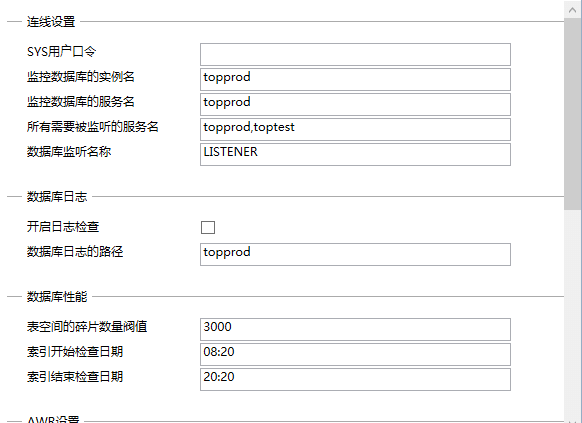 连线设置
SYS用户口令
监控数据库的实例名 topprod
监控数据库的服务名 topprod
所有需要被监听的服务名 topprod,toptest
数据库监听名称 LISTENER
数据库日志
开启日志检查
数据库日志的路径 topprod
数据库性能
表空间的碎片数量阀值 3000
索引开始检查日期 08:20
索引结束检查日期 20:20
AWR设置